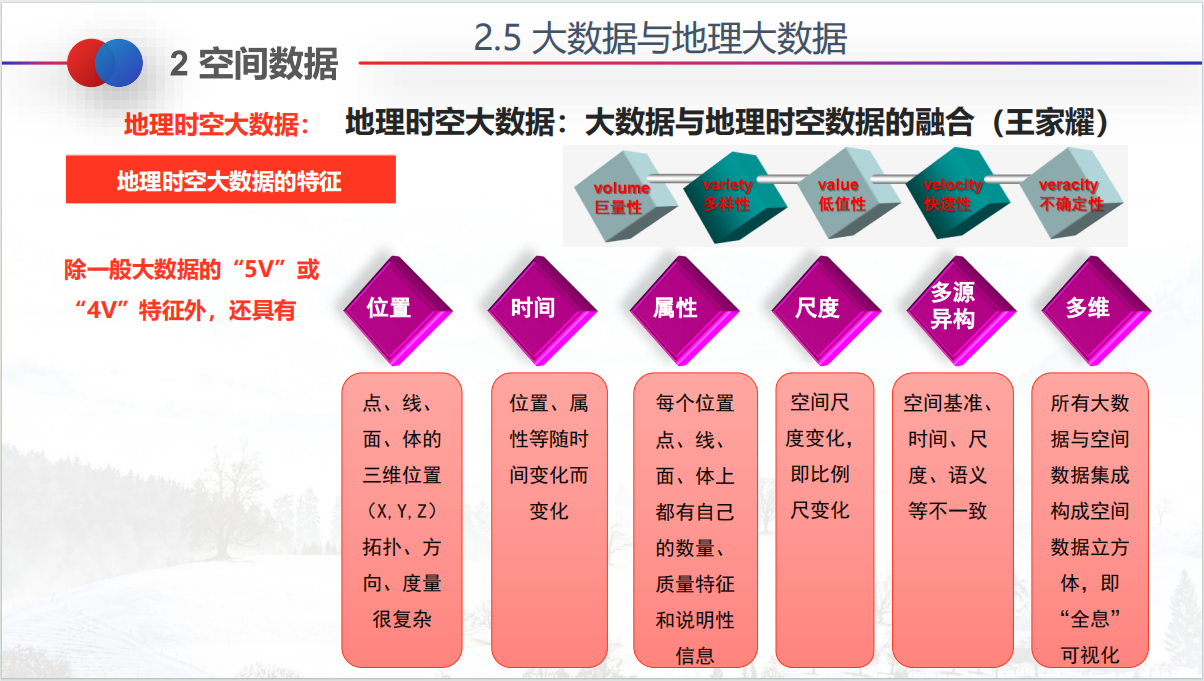 2.5 大数据与地理大数据
2 空间数据
地理时空大数据：
地理时空大数据：大数据与地理时空数据的融合（王家耀）
地理时空大数据的特征
volume
巨量性
variety
多样性
value
低值性
velocity
快速性
veracity
不确定性
除一般大数据的“5V”或
“4V”特征外，还具有
位置
时间
属性
尺度
多源
异构
多维
点、线、
面、体的
三维位置
（X,Y,Z）
拓扑、方
向、度量
很复杂
位置、属
性等随时
间变化而
变化
每个位置
点、线、
面、体上
都有自己
的数量、
质量特征
和说明性
信息
空间尺
度变化，
即比例
尺变化
空间基准、
时间、尺
度、语义
等不一致
所有大数
据与空间
数据集成
构成空间
数据立方
体，即
“全息”
可视化